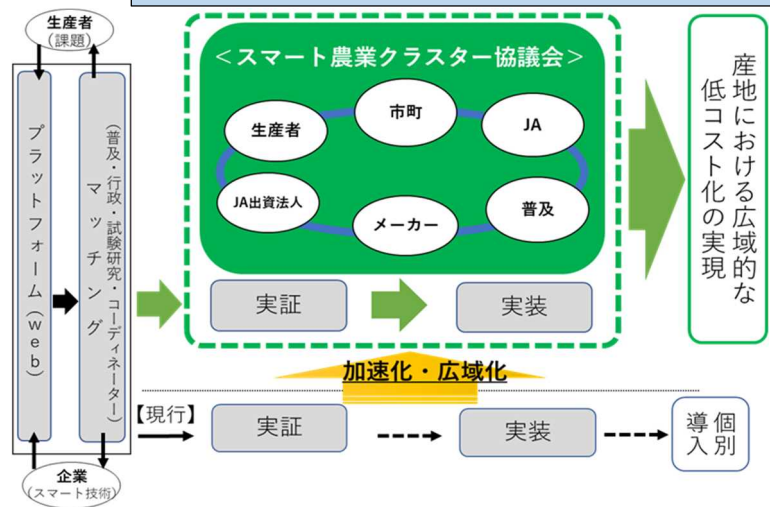 生産者
(課題)
プラットフォーム(web)
マッチング
(普及・行政・試験研究・コーディネーター)
企業
(スマート技術)
<スマート農業クラスター協議会>
生産者
市町
JA
JA出資法人
メーカー
普及
実証
実装
産地における広域的な
低コスト化の実現
加速化・広域化
【現行】
実証
実装
個別
導入